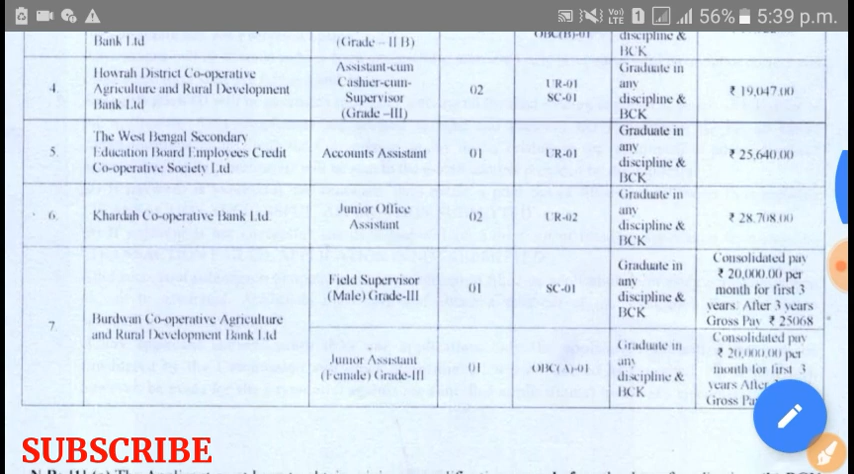 Vo))
LTE 1 56% 5:39 p.m.
Bank Ltd
(Grade – II B)
OBC(B)-01
discipline &
BCK
4.
Howrah District Co-operative
Agriculture and Rural Development
Bank Ltd
Assistant-cum
Cashier-cum-
Supervisor
(Grade –III)
02
UR-01
SC-01
Graduate in
any
discipline &
BCK
₹ 19,047.00
5.
The West Bengal Secondary
Education Board Employees Credit
Co-operative Society Ltd
Accounts Assistant
01
UR-01
Graduate in
any
discipline &
BCK
₹ 25,640.00
6.
Khardah Co-operative Bank Ltd
Junior Office
Assistant
02
UR-02
Graduate in
any
discipline &
BCK
₹ 28,708.00
7.
Burdwan Co-operative Agriculture
and Rural Development Bank Ltd
Field Supervisor
(Male) Grade-III
01
SC-01
Graduate in
any
discipline &
BCK
Consolidated pay
₹ 20,000.00 per
month for first 3
years. After 3 years
Gross Pay ₹ 25068
Junior Assistant
(Female) Grade-III
01
OBC(A)-01
Graduate in
any
discipline &
BCK
Consolidated pay
₹ 20,000.00 per
month for first 3
years After
Gross
SUBSCRIBE